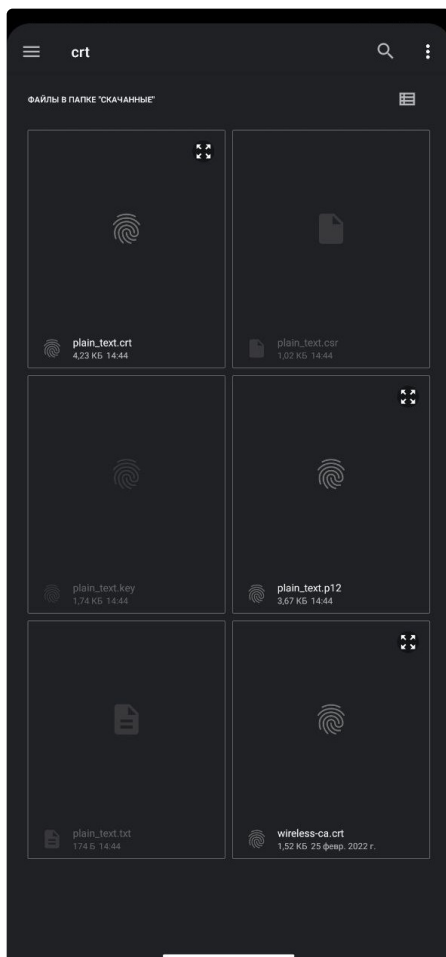 crt
ФАЙЛЫ В ПАПКЕ "СКАЧАННЫЕ"
plain_text.crt
4,23 КБ 14:44
plain_text.csr
1,02 КБ 14:44
plain_text.key
1,74 КБ 14:44
plain_text.p12
3,67 КБ 14:44
plain_text.txt
174 Б 14:44
wireless-ca.crt
1,52 КБ 25 февр. 2022 г.